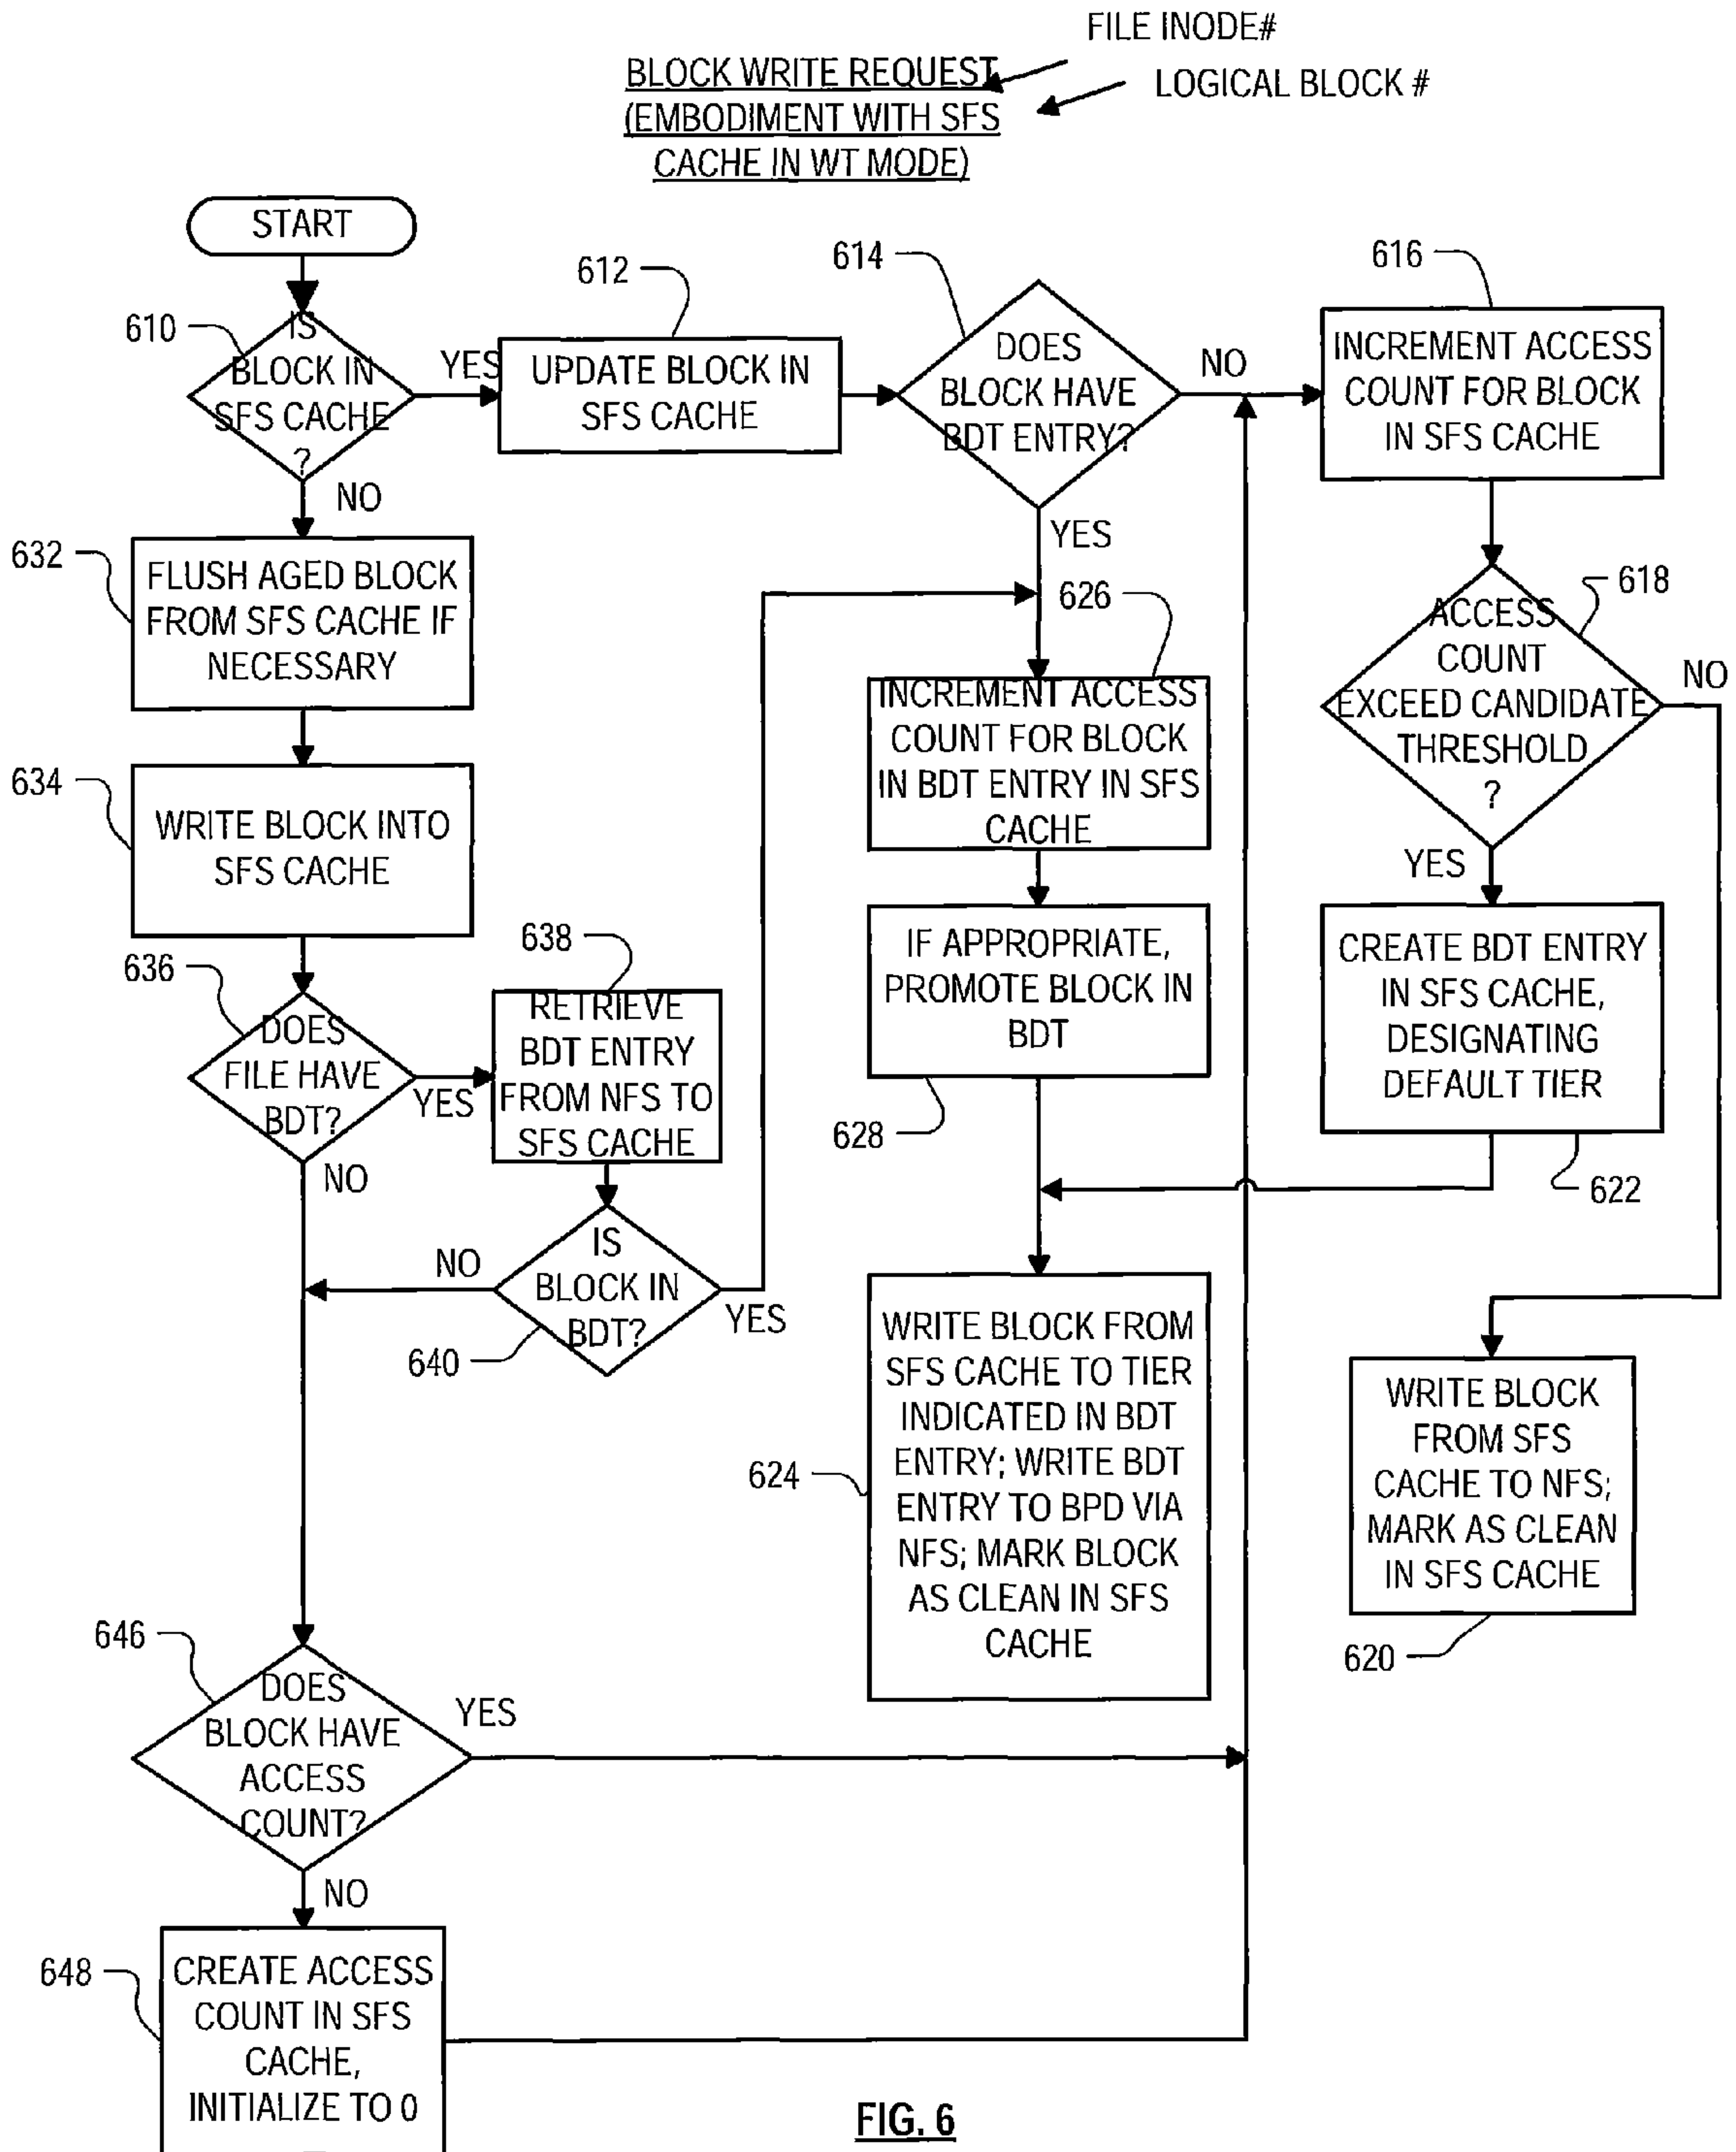 FILE INODE#
BLOCK WRITE REQUEST
LOGICAL BLOCK #
(EMBODIMENT WITH SFS
CACHE IN WT MODE)
START
610
IS
BLOCK IN
SFS CACHE
?
YES
NO
612
UPDATE BLOCK IN
SFS CACHE
614
DOES
BLOCK HAVE
BDT ENTRY?
NO
YES
616
INCREMENT ACCESS
COUNT FOR BLOCK
IN SFS CACHE
618
ACCESS
COUNT
EXCEED CANDIDATE
THRESHOLD
?
NO
YES
632
FLUSH AGED BLOCK
FROM SFS CACHE IF
NECESSARY
626
INCREMENT ACCESS
COUNT FOR BLOCK
IN BDT ENTRY IN SFS
CACHE
634
WRITE BLOCK INTO
SFS CACHE
628
IF APPROPRIATE,
PROMOTE BLOCK IN
BDT
CREATE BDT ENTRY
IN SFS CACHE,
DESIGNATING
DEFAULT TIER
622
636
DOES
FILE HAVE
BDT?
YES
NO
638
RETRIEVE
BDT ENTRY
FROM NFS TO
SFS CACHE
640
IS
BLOCK IN
BDT?
NO
YES
624
WRITE BLOCK FROM
SFS CACHE TO TIER
INDICATED IN BDT
ENTRY; WRITE BDT
ENTRY TO BPD VIA
NFS; MARK BLOCK
AS CLEAN IN SFS
CACHE
WRITE BLOCK
FROM SFS
CACHE TO NFS;
MARK AS CLEAN
IN SFS CACHE
620
646
DOES
BLOCK HAVE
ACCESS
COUNT?
YES
NO
648
CREATE ACCESS
COUNT IN SFS
CACHE,
INITIALIZE TO 0
FIG. 6